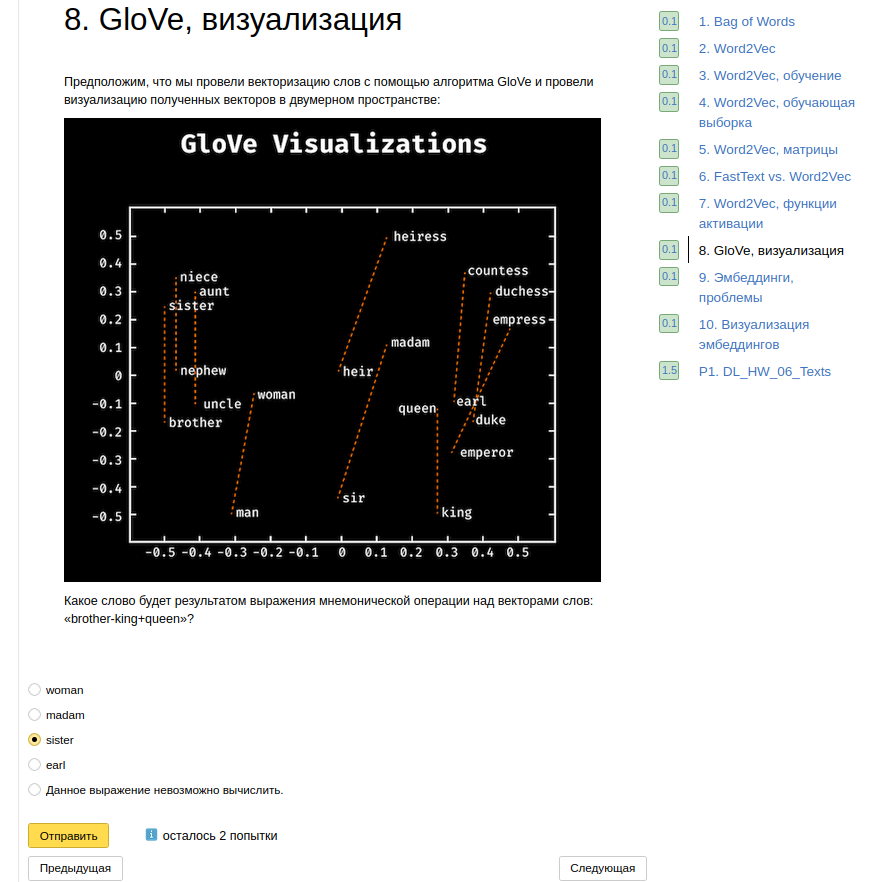 8. GloVe, визуализация
Предположим, что мы провели векторизацию слов с помощью алгоритма GloVe и провели
визуализацию полученных векторов в двумерном пространстве:
GloVe Visualizations
0.5
0.4
0.3
0.2
0.1
0
-0.1
-0.2
-0.3
-0.4
-0.5
heiress
countess
niece
aunt
duchess
sister
empress
madam
nephew
heir
woman
uncle
queen
earl
brother
duke
emperor
sir
man
king
-0.5 -0.4 -0.3 -0.2 -0.1 0 0.1 0.2 0.3 0.4 0.5
Какое слово будет результатом выражения мнемонической операции над векторами слов:
«brother-king+queen»?
woman
madam
sister
earl
Данное выражение невозможно вычислить.
Отправить
i осталось 2 попытки
Предыдущая
Следующая
0.1 1. Bag of Words
0.1 2. Word2Vec
0.1 3. Word2Vec, обучение
0.1 4. Word2Vec, обучающая
выборка
0.1 5. Word2Vec, матрицы
0.1 6. FastText vs. Word2Vec
0.1 7. Word2Vec, функции
активации
0.1 8. GloVe, визуализация
0.1 9. Эмбеддинги,
проблемы
0.1 10. Визуализация
эмбеддингов
1.5 P1. DL_HW_06_Texts